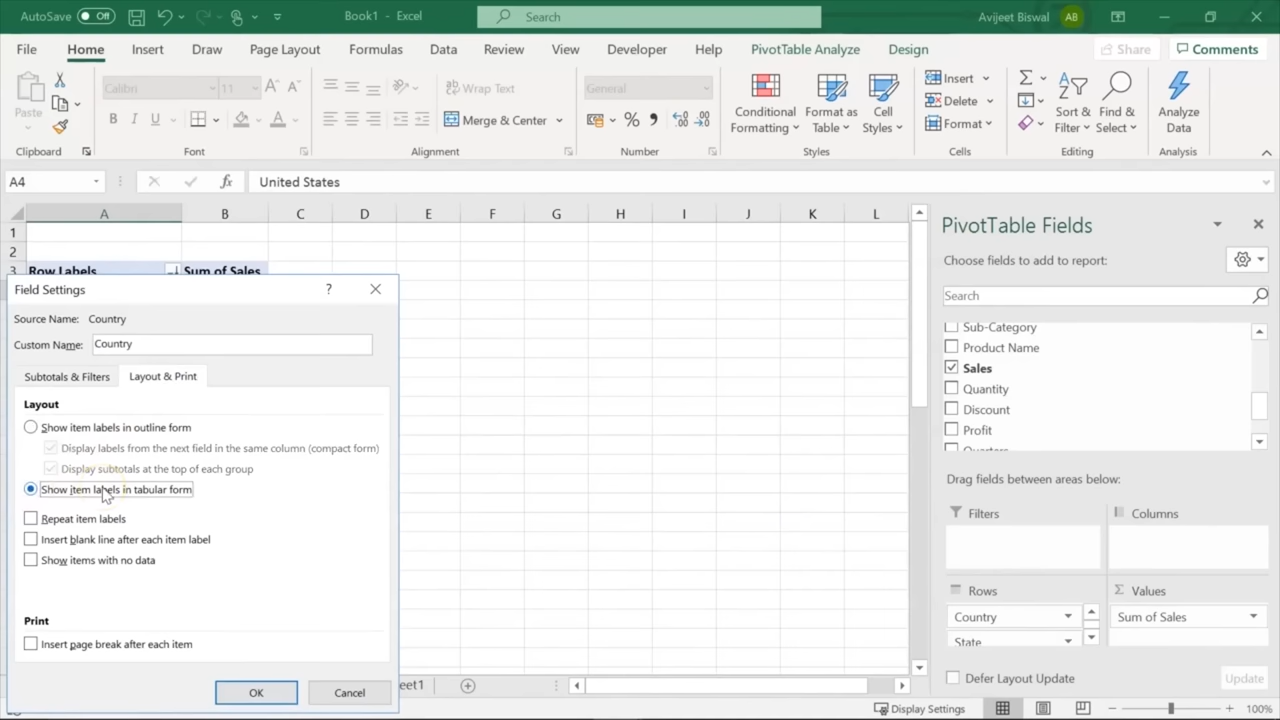 AutoSave Off Book1 - Excel Search Avijeet Biswal AB
File Home Insert Draw Page Layout Formulas Data Review View Developer Help PivotTable Analyze Design Share Comments
Paste
Clipboard
Calibri
B I U
Font
ab Wrap Text
Merge & Center
Alignment
General
%
Number
Conditional Formatting
Format as Table
Cell Styles
Styles
Insert
Delete
Format
Cells
Sort & Filter
Find & Select
Editing
Analyze Data
Analysis
A4 fx United States
A B C D E F G H I J K L
1
2
3 Row Labels Sum of Sales
Field Settings ?
Source Name: Country
Custom Name: Country
Subtotals & Filters Layout & Print
Layout
Show item labels in outline form
Display labels from the next field in the same column (compact form)
Display subtotals at the top of each group
Show item labels in tabular form
Repeat item labels
Insert blank line after each item label
Show items with no data
Print
Insert page break after each item
OK Cancel
eet1
PivotTable Fields
Choose fields to add to report:
Search
Sub-Category
Product Name
Sales
Quantity
Discount
Profit
Drag fields between areas below:
Filters Columns
Rows Σ Values
Country Sum of Sales
State
Defer Layout Update Update
Display Settings 100%